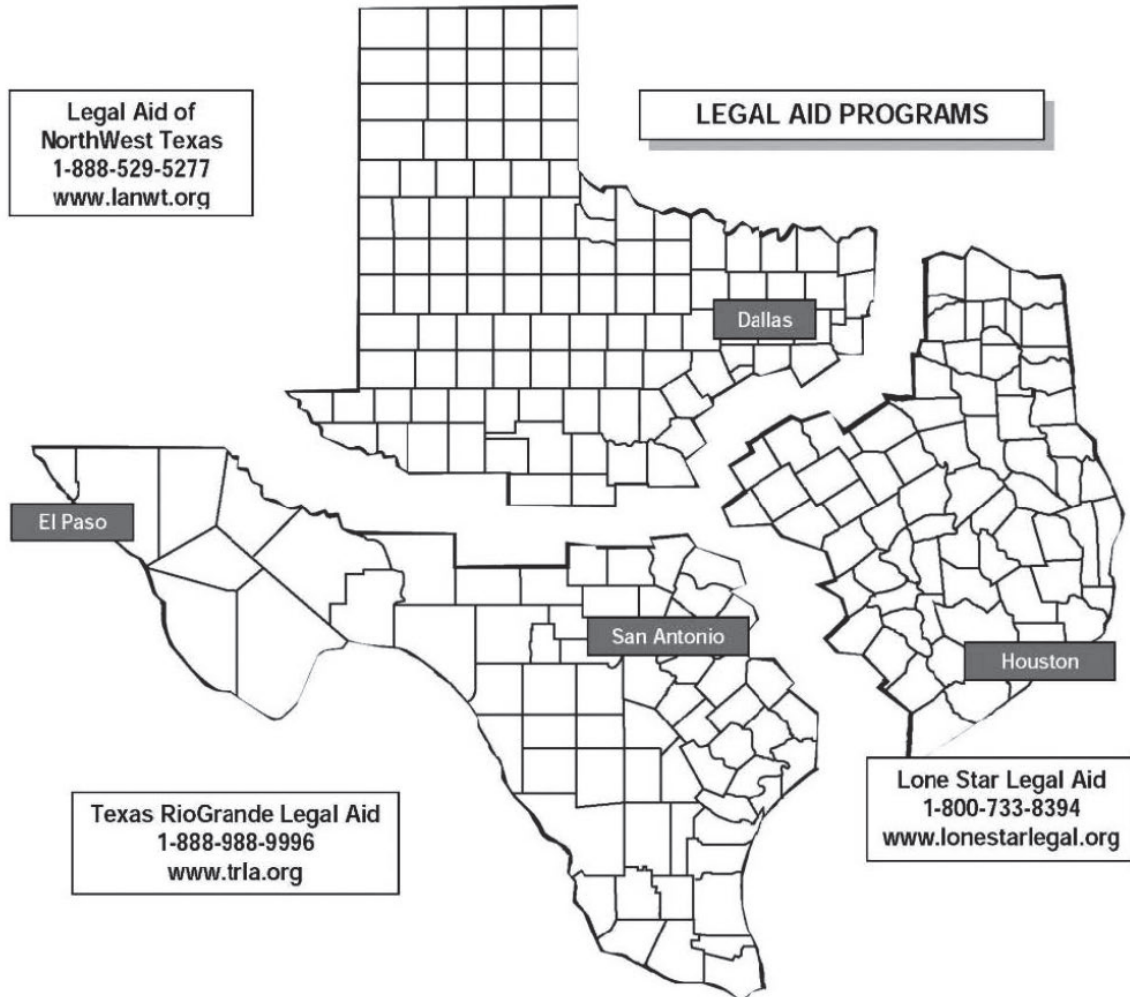 LEGAL AID PROGRAMS
Legal Aid of
NorthWest Texas
1-888-529-5277
www.lanwt.org
Dallas
El Paso
San Antonio
Houston
Texas RioGrande Legal Aid
1-888-988-9996
www.trla.org
Lone Star Legal Aid
1-800-733-8394
www.lonestarlegal.org